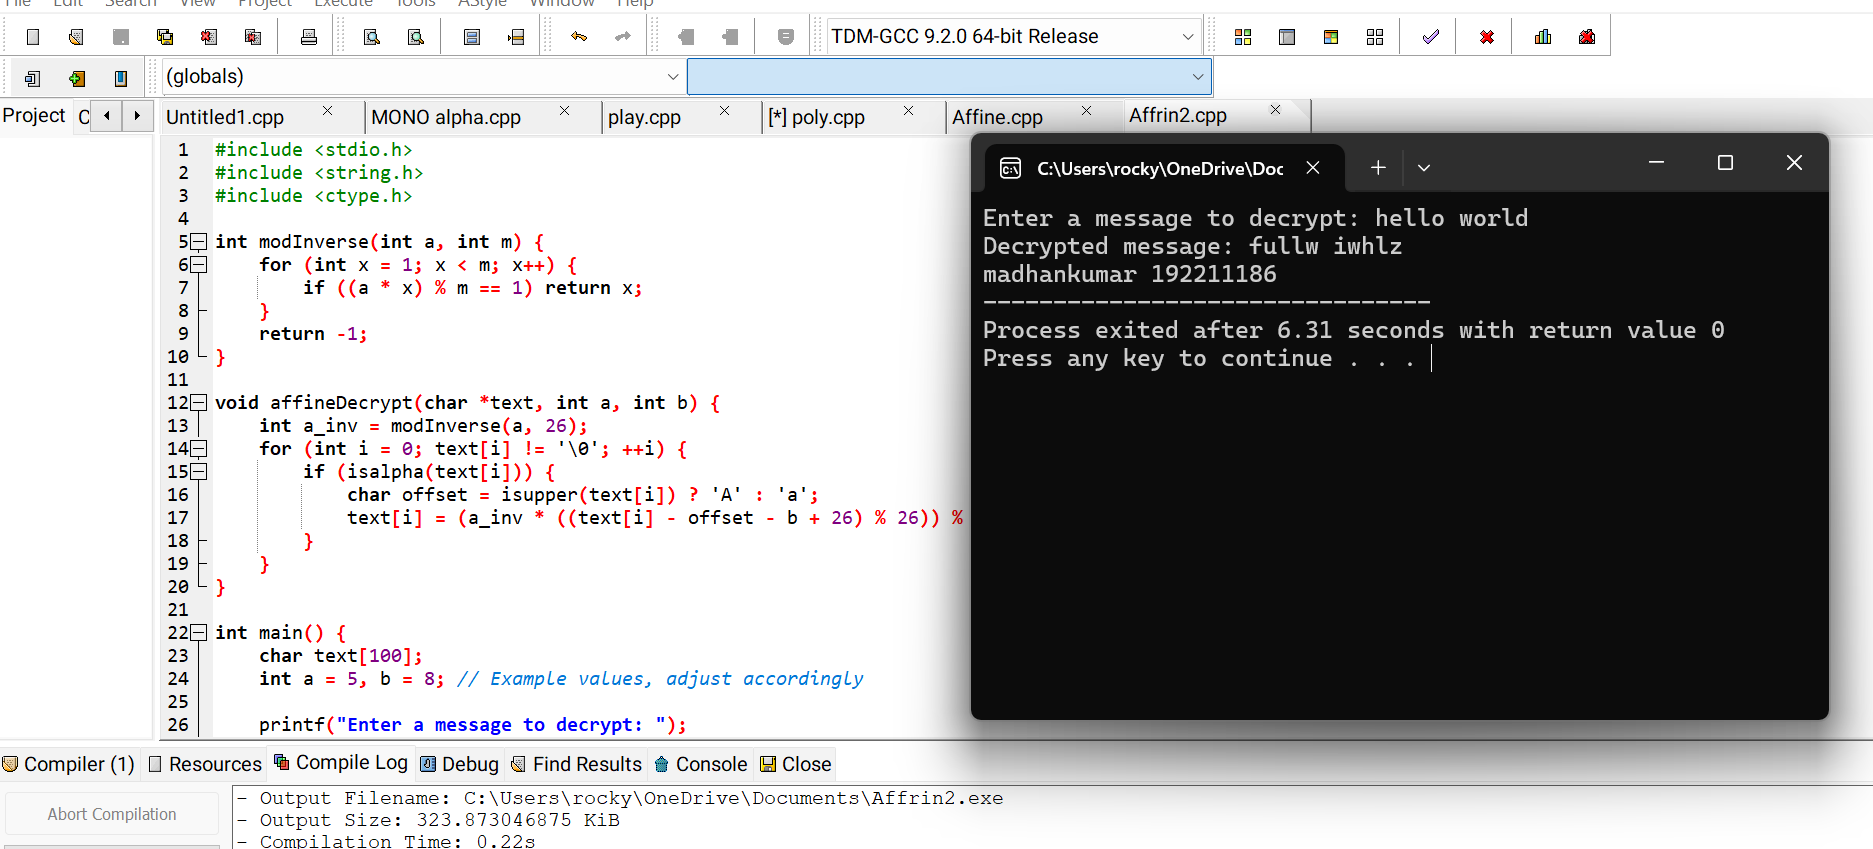 File Edit Search View Project Execute Tools AStyle Window Help
TDM-GCC 9.2.0 64-bit Release
(globals)
Project
Untitled1.cpp MONO alpha.cpp play.cpp [*] poly.cpp Affine.cpp Affrin2.cpp
1 #include <stdio.h>
2 #include <string.h>
3 #include <ctype.h>
4
5 int modInverse(int a, int m) {
6 for (int x = 1; x < m; x++) {
7 if ((a * x) % m == 1) return x;
8 }
9 return -1;
10 }
11
12 void affineDecrypt(char *text, int a, int b) {
13 int a_inv = modInverse(a, 26);
14 for (int i = 0; text[i] != '\0'; ++i) {
15 if (isalpha(text[i])) {
16 char offset = isupper(text[i]) ? 'A' : 'a';
17 text[i] = (a_inv * ((text[i] - offset - b + 26) % 26)) %
18 }
19 }
20 }
21
22 int main() {
23 char text[100];
24 int a = 5, b = 8; // Example values, adjust accordingly
25
26 printf("Enter a message to decrypt: ");
C:\Users\rocky\OneDrive\Doc
Enter a message to decrypt: hello world
Decrypted message: fullw iwhlz
madhankumar 192211186
--------------------------------
Process exited after 6.31 seconds with return value 0
Press any key to continue . . .
Compiler (1) Resources Compile Log Debug Find Results Console Close
Abort Compilation
- Output Filename: C:\Users\rocky\OneDrive\Documents\Affrin2.exe
- Output Size: 323.873046875 KiB
- Compilation Time: 0.22s